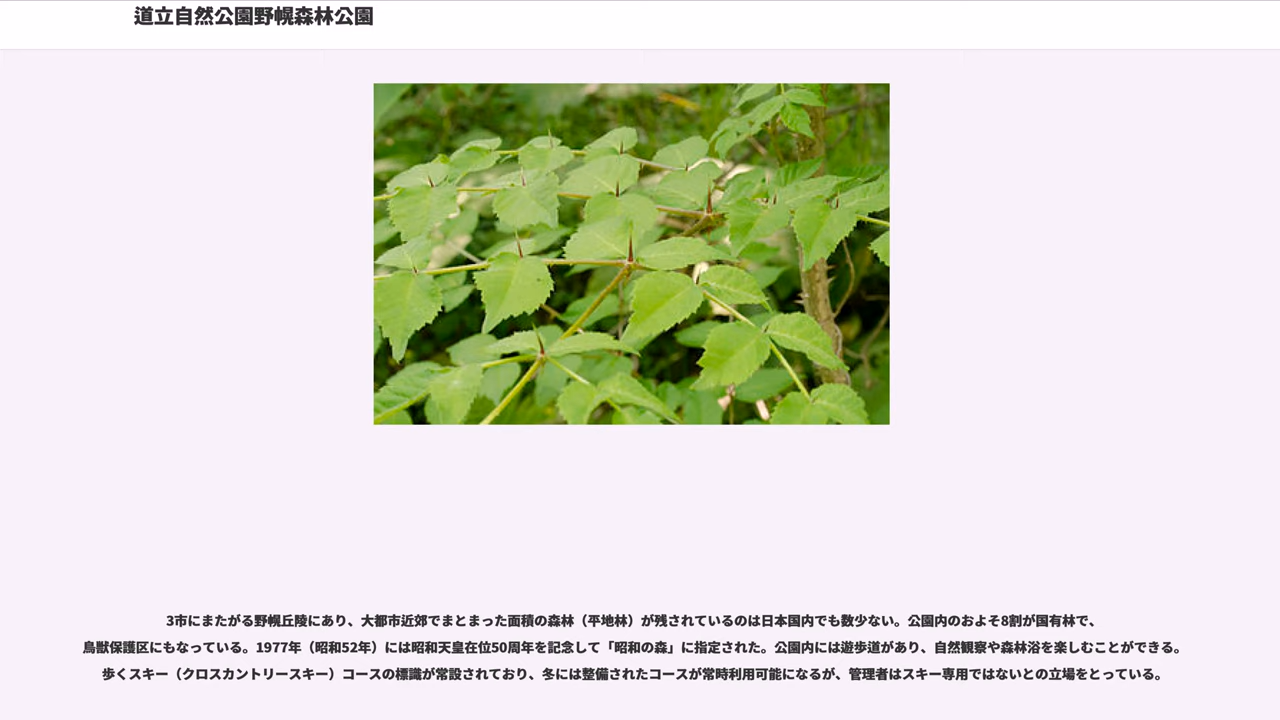 道立自然公園野幌森林公園
3市にまたがる野幌丘陵にあり、大都市近郊でまとまった面積の森林（平地林）が残されているのは日本国内でも数少ない。公園内のおよそ8割が国有林で、
鳥獣保護区にもなっている。1977年（昭和52年）には昭和天皇在位50周年を記念して「昭和の森」に指定された。公園内には遊歩道があり、自然観察や森林浴を楽しむことができる。
歩くスキー（クロスカントリースキー）コースの標識が常設されており、冬には整備されたコースが常時利用可能になるが、管理者はスキー専用ではないとの立場をとっている。